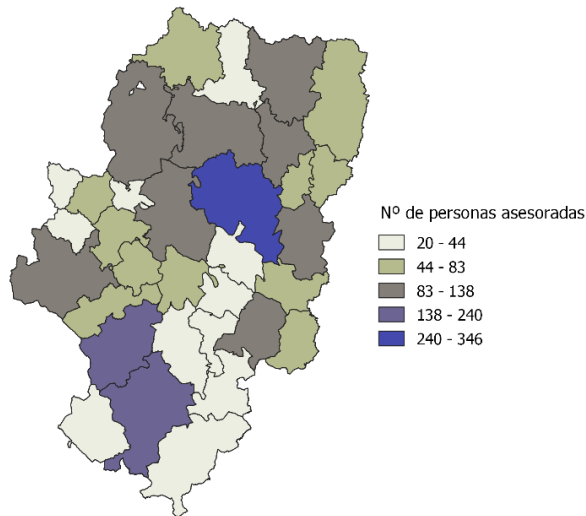 Nº de personas asesoradas
20 - 44
44 - 83
83 - 138
138 - 240
240 - 346